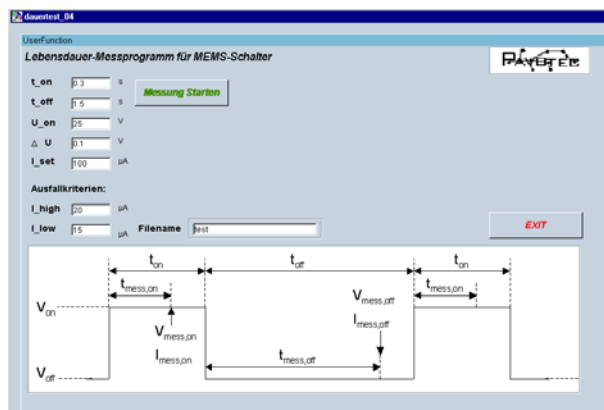 dauertest_04
UserFunction
Lebensdauer-Messprogramm für MEMS-Schalter
t_on 0.3 s
Messung Starten
t_off 1.5 s
U_on 25 V
Δ U 0.1 V
I_set 100 µA
Ausfallkriterien:
I_high 20 µA
I_low 15 µA Filename test
EXIT
t_on t_off t_on
t_mess,on t_mess,on
V_on
V_mess,off
V_mess,on I_mess,off
I_mess,on
t_mess,off
V_off